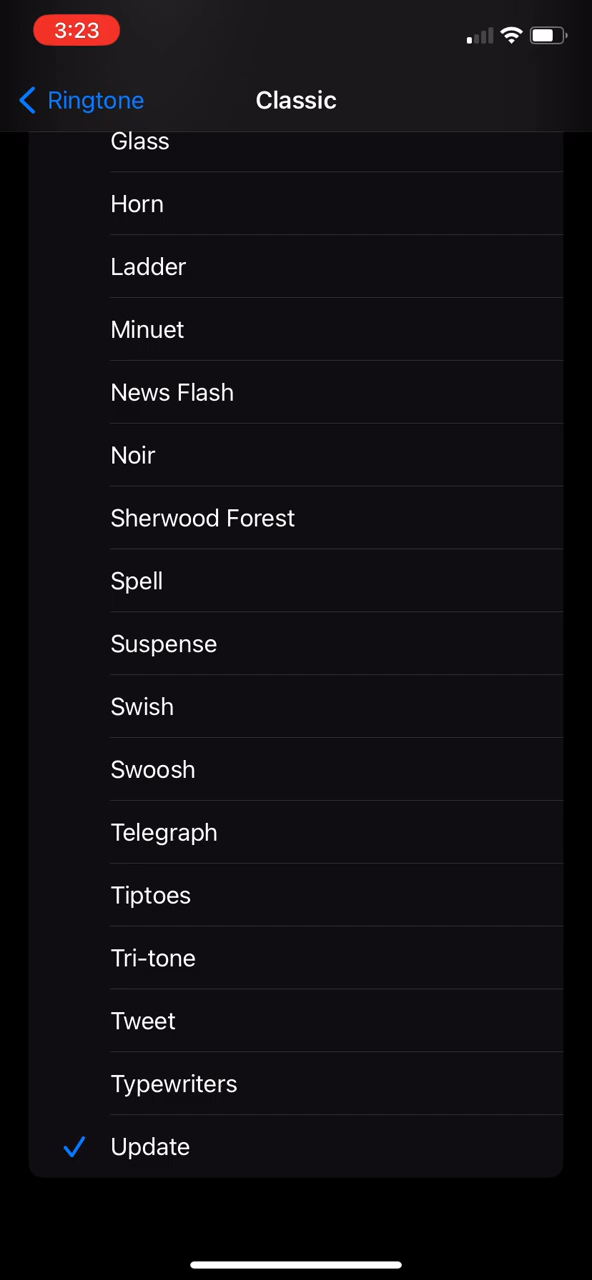 3:23
Ringtone
Classic
Glass
Horn
Ladder
Minuet
News Flash
Noir
Sherwood Forest
Spell
Suspense
Swish
Swoosh
Telegraph
Tiptoes
Tri-tone
Tweet
Typewriters
Update